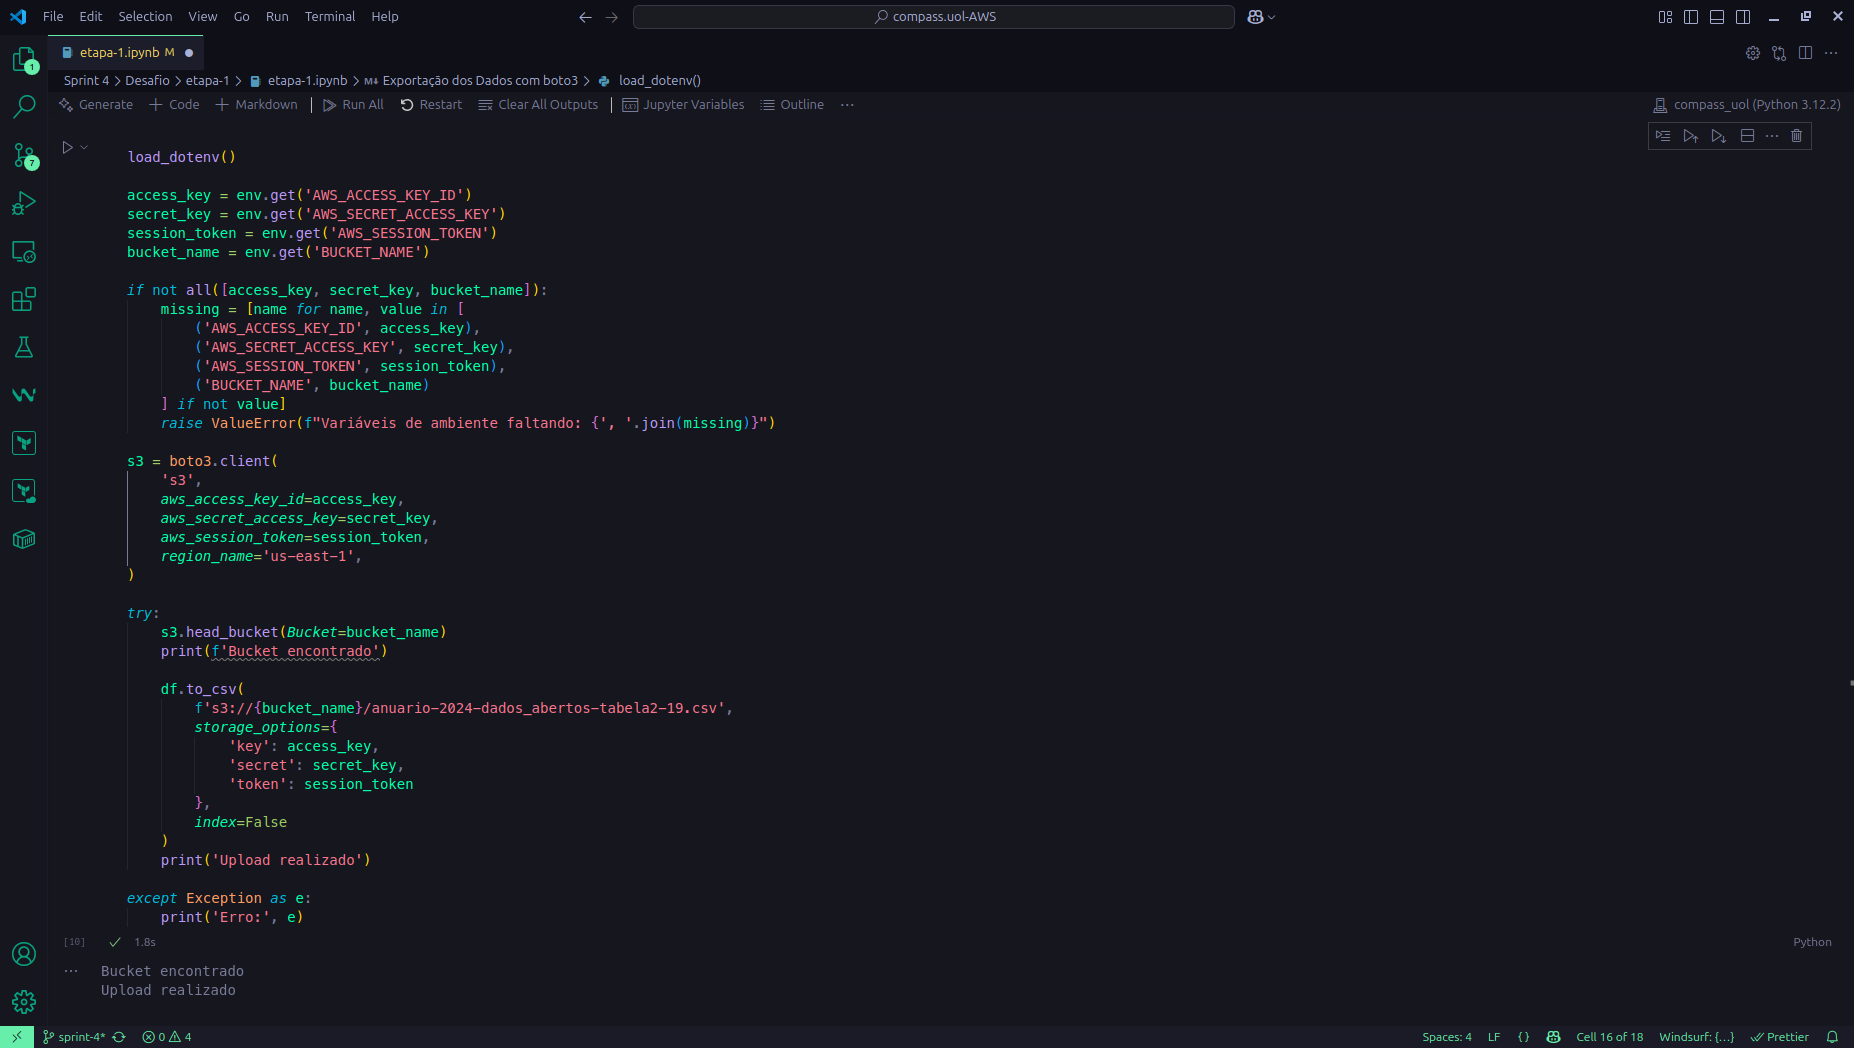 File Edit Selection View Go Run Terminal Help compass.uol-AWS
1 etapa-1.ipynb M
Sprint 4 > Desafio > etapa-1 > etapa-1.ipynb > M↓ Exportação dos Dados com boto3 > load_dotenv()
Generate + Code + Markdown | Run All Restart Clear All Outputs | Jupyter Variables Outline ... compass_uol (Python 3.12.2)
load_dotenv()
7
access_key = env.get('AWS_ACCESS_KEY_ID')
secret_key = env.get('AWS_SECRET_ACCESS_KEY')
session_token = env.get('AWS_SESSION_TOKEN')
bucket_name = env.get('BUCKET_NAME')
if not all([access_key, secret_key, bucket_name]):
    missing = [name for name, value in [
        ('AWS_ACCESS_KEY_ID', access_key),
        ('AWS_SECRET_ACCESS_KEY', secret_key),
        ('AWS_SESSION_TOKEN', session_token),
        ('BUCKET_NAME', bucket_name)
    ] if not value]
    raise ValueError(f"Variáveis de ambiente faltando: {', '.join(missing)}")
s3 = boto3.client(
    's3',
    aws_access_key_id=access_key,
    aws_secret_access_key=secret_key,
    aws_session_token=session_token,
    region_name='us-east-1',
)
try:
    s3.head_bucket(Bucket=bucket_name)
    print(f'Bucket encontrado')
    df.to_csv(
        f's3://{bucket_name}/anuario-2024-dados_abertos-tabela2-19.csv',
        storage_options={
            'key': access_key,
            'secret': secret_key,
            'token': session_token
        },
        index=False
    )
    print('Upload realizado')
except Exception as e:
    print('Erro:', e)
[10] ✓ 1.8s Python
... Bucket encontrado
Upload realizado
sprint-4* 0 4 Spaces: 4 LF {} Cell 16 of 18 Windsurf: {...} Prettier